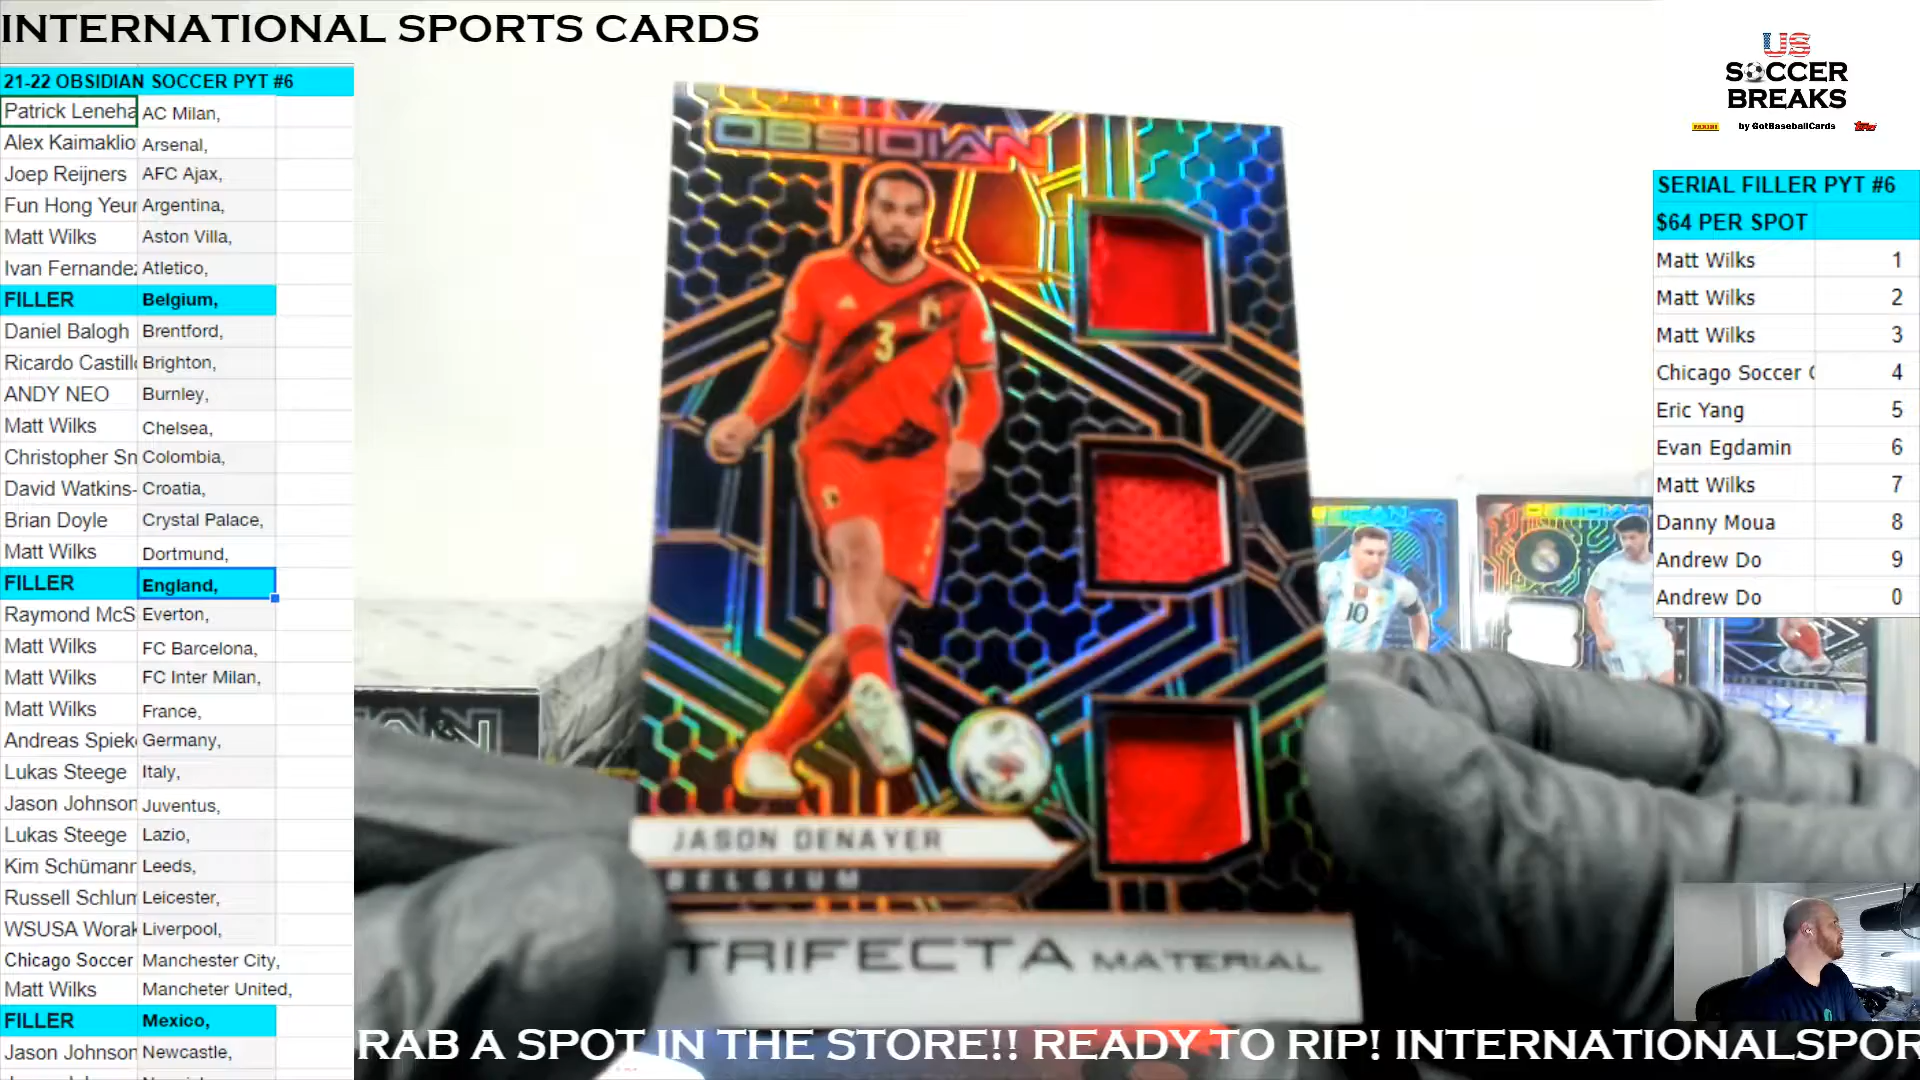 INTERNATIONAL SPORTS CARDS
21-22 OBSIDIAN SOCCER PYT #6
Patrick Leneha AC Milan,
Alex Kaimaklio Arsenal,
Joep Reijners AFC Ajax,
Fun Hong Yeur Argentina,
Matt Wilks Aston Villa,
Ivan Fernandez Atletico,
FILLER Belgium,
Daniel Balogh Brentford,
Ricardo Castill Brighton,
ANDY NEO Burnley,
Matt Wilks Chelsea,
Christopher Sn Colombia,
David Watkins- Croatia,
Brian Doyle Crystal Palace,
Matt Wilks Dortmund,
FILLER England,
Raymond McS Everton,
Matt Wilks FC Barcelona,
Matt Wilks FC Inter Milan,
Matt Wilks France,
Andreas Spiek Germany,
Lukas Steege Italy,
Jason Johnson Juventus,
Lukas Steege Lazio,
Kim Schümann Leeds,
Russell Schlum Leicester,
WSUSA Worak Liverpool,
Chicago Soccer Manchester City,
Matt Wilks Mancheter United,
FILLER Mexico,
Jason Johnson Newcastle,
OBSIDIAN
3
JASON DENAYER
BELGIUM
TRIFECTA MATERIAL
10
US
SOCCER
BREAKS
PANINI by GotBaseballCards Topps
SERIAL FILLER PYT #6
$64 PER SPOT
Matt Wilks 1
Matt Wilks 2
Matt Wilks 3
Chicago Soccer 4
Eric Yang 5
Evan Egdamin 6
Matt Wilks 7
Danny Moua 8
Andrew Do 9
Andrew Do 0
RAB A SPOT IN THE STORE!! READY TO RIP! INTERNATIONALSPOR